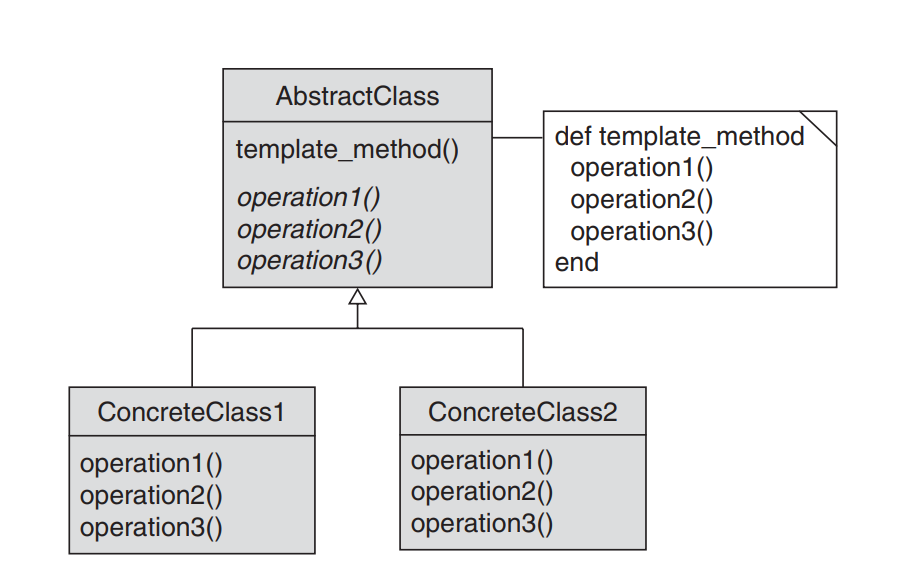 AbstractClass
template_method()
operation1()
operation2()
operation3()
def template_method
operation1()
operation2()
operation3()
end
ConcreteClass1
operation1()
operation2()
operation3()
ConcreteClass2
operation1()
operation2()
operation3()